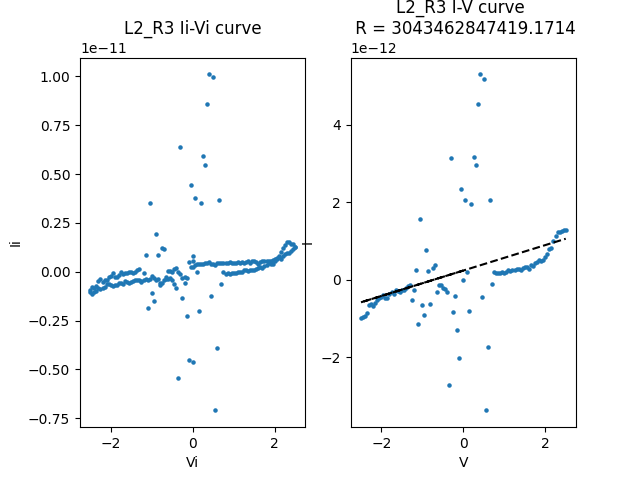 L2_R3 Ii-Vi curve
1e−11
1.00
0.75
0.50
0.25
0.00
−0.25
−0.50
−0.75
Ii
−2
0
2
Vi
L2_R3 I-V curve
R = 3043462847419.1714
1e−12
4
2
0
−2
I
−2
0
2
V